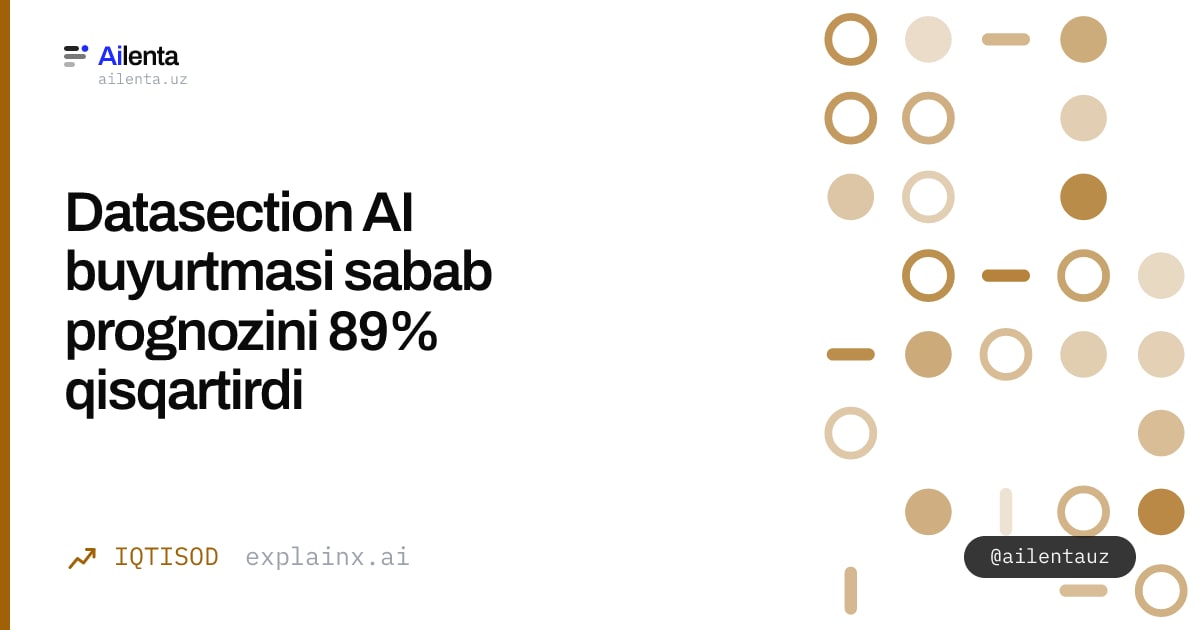 Ailenta
ailenta.uz
Datasection AI
buyurtmasi sabab
prognozini 89%
qisqartirdi
IQTISOD explainx.ai
@ailentauz